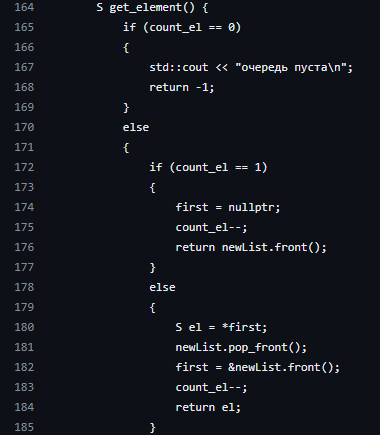 164 S get_element() {
165 if (count_el == 0)
166 {
167 std::cout << "очередь пуста\n";
168 return -1;
169 }
170 else
171 {
172 if (count_el == 1)
173 {
174 first = nullptr;
175 count_el--;
176 return newList.front();
177 }
178 else
179 {
180 S el = *first;
181 newList.pop_front();
182 first = &newList.front();
183 count_el--;
184 return el;
185 }